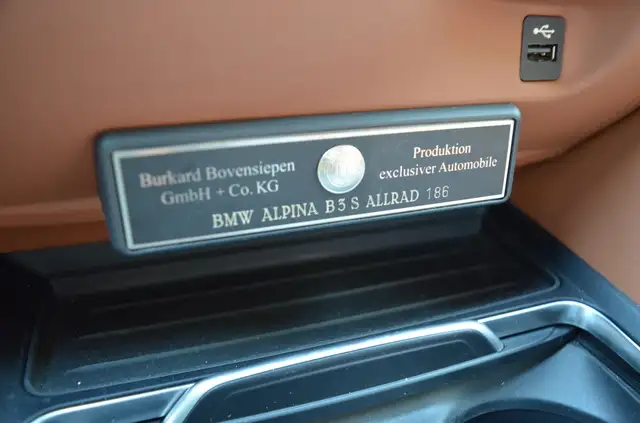 Burkard Bovensiepen
GmbH + Co. KG
Produktion
exclusiver Automobile
BMW ALPINA B3 S ALLRAD 186